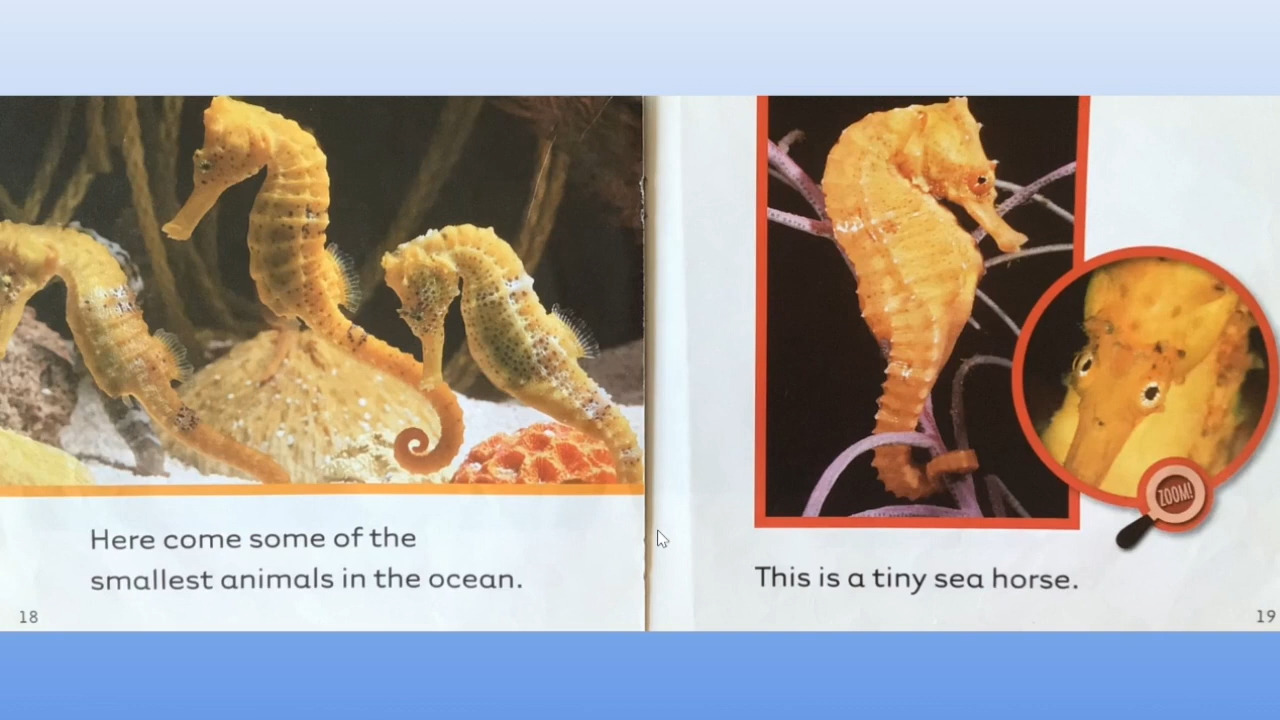 Here come some of the
smallest animals in the ocean.
18
ZOOM!
This is a tiny sea horse.
19